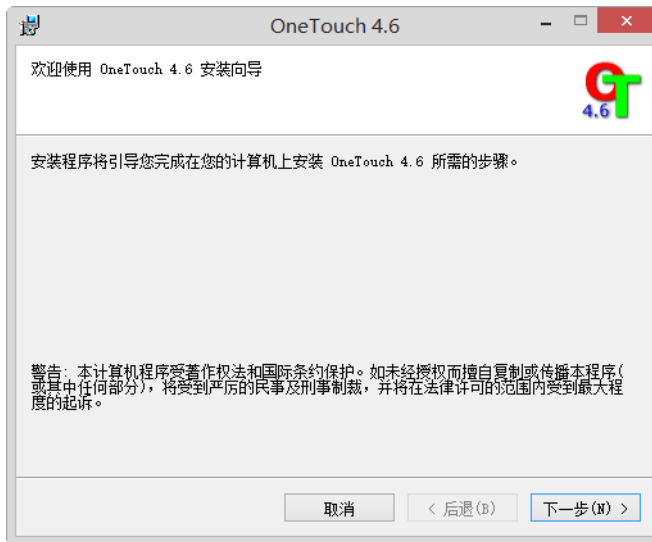 OneTouch 4.6
欢迎使用 OneTouch 4.6 安装向导
OT
4.6
安装程序将引导您完成在您的计算机上安装 OneTouch 4.6 所需的步骤。
警告: 本计算机程序受著作权法和国际条约保护。如未经授权而擅自复制或传播本程序(
或其中任何部分)，将受到严厉的民事及刑事制裁，并将在法律许可的范围内受到最大程
度的起诉。
取消
< 后退(B)
下一步(N) >